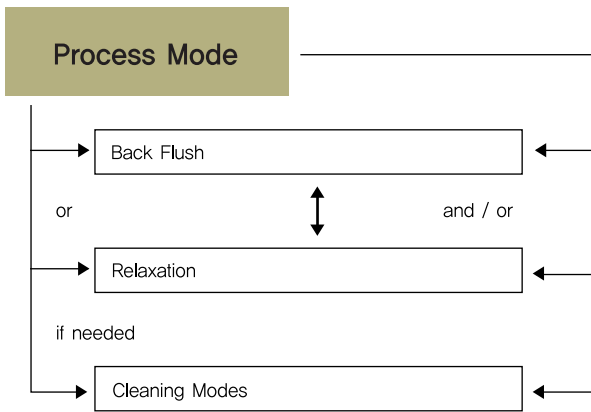 Process Mode
Back Flush
or
and / or
Relaxation
if needed
Cleaning Modes